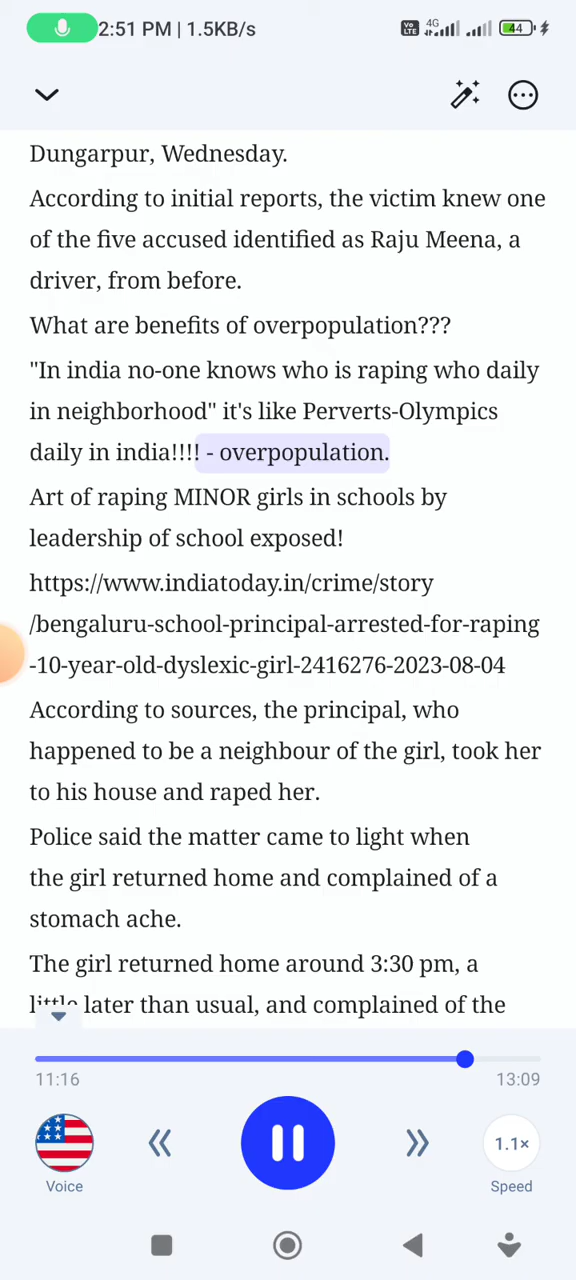 2:51 PM | 1.5KB/s
Vo LTE
4G
44
Dungarpur, Wednesday.
According to initial reports, the victim knew one
of the five accused identified as Raju Meena, a
driver, from before.
What are benefits of overpopulation???
"In india no-one knows who is raping who daily
in neighborhood" it's like Perverts-Olympics
daily in india!!!! - overpopulation.
Art of raping MINOR girls in schools by
leadership of school exposed!
https://www.indiatoday.in/crime/story
/bengaluru-school-principal-arrested-for-raping
-10-year-old-dyslexic-girl-2416276-2023-08-04
According to sources, the principal, who
happened to be a neighbour of the girl, took her
to his house and raped her.
Police said the matter came to light when
the girl returned home and complained of a
stomach ache.
The girl returned home around 3:30 pm, a
little later than usual, and complained of the
11:16
13:09
1.1×
Voice
Speed